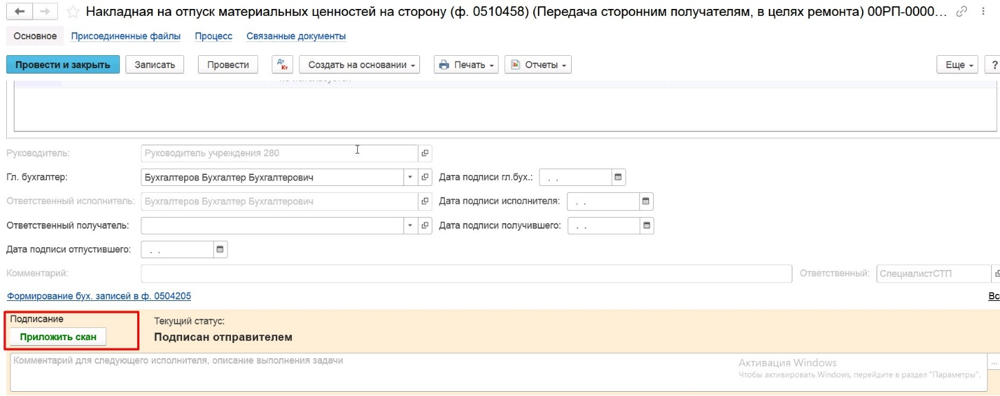 Накладная на отпуск материальных ценностей на сторону (ф. 0510458) (Передача сторонним получателям, в целях ремонта) 00РП-0000...
Основное Присоединенные файлы Процесс Связанные документы
Провести и закрыть Записать Провести Дт Кт Создать на основании Печать Отчеты Еще ?
Руководитель: Руководитель учреждения 280
Гл. бухгалтер: Бухгалтеров Бухгалтер Бухгалтерович Дата подписи гл.бух.: . .
Ответственный исполнитель: Бухгалтеров Бухгалтер Бухгалтерович Дата подписи исполнителя: . .
Ответственный получатель: Дата подписи получившего: . .
Дата подписи отпустившего: . .
Комментарий: Ответственный: СпециалистСТП
Формирование бух. записей в ф. 0504205 Вс
Подписание Текущий статус:
Приложить скан Подписан отправителем
Комментарий для следующего исполнителя, описание выполнения задачи ...
Активация Windows
Чтобы активировать Windows, перейдите в раздел "Параметры".